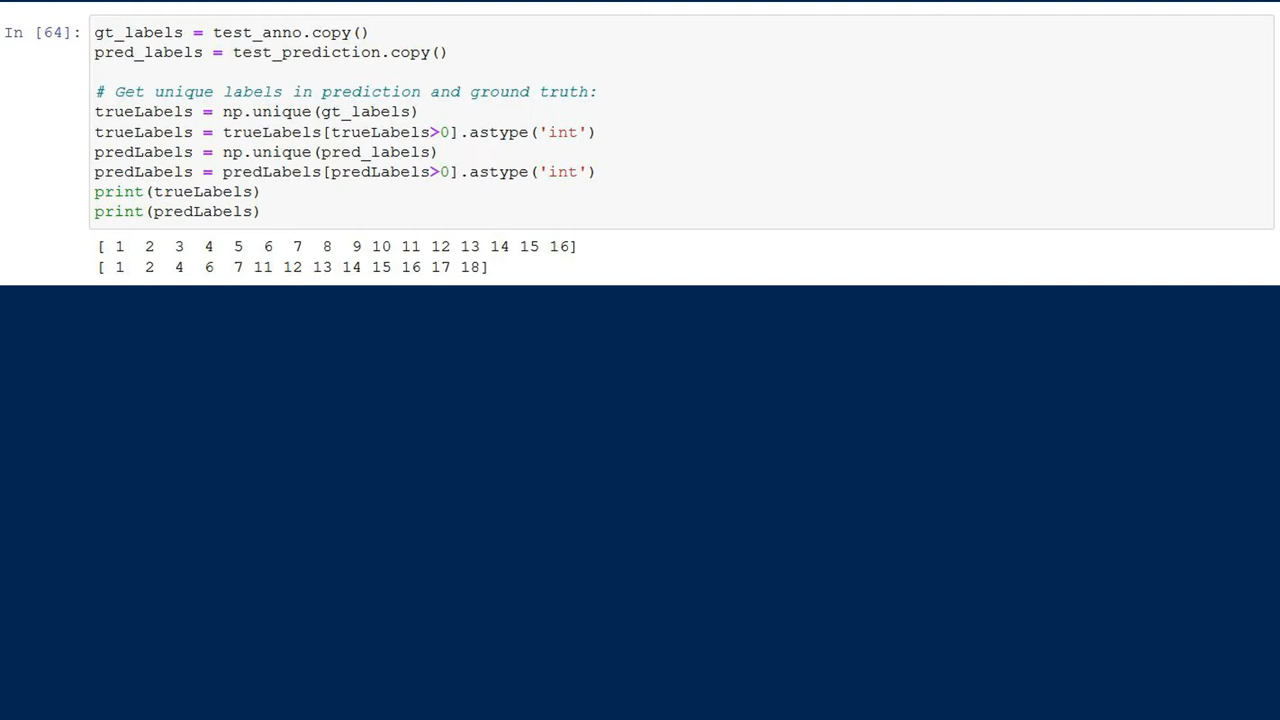 In [64]: gt_labels = test_anno.copy()
pred_labels = test_prediction.copy()
# Get unique labels in prediction and ground truth:
trueLabels = np.unique(gt_labels)
trueLabels = trueLabels[trueLabels>0].astype('int')
predLabels = np.unique(pred_labels)
predLabels = predLabels[predLabels>0].astype('int')
print(trueLabels)
print(predLabels)
[ 1  2  3  4  5  6  7  8  9 10 11 12 13 14 15 16]
[ 1  2  4  6  7 11 12 13 14 15 16 17 18]